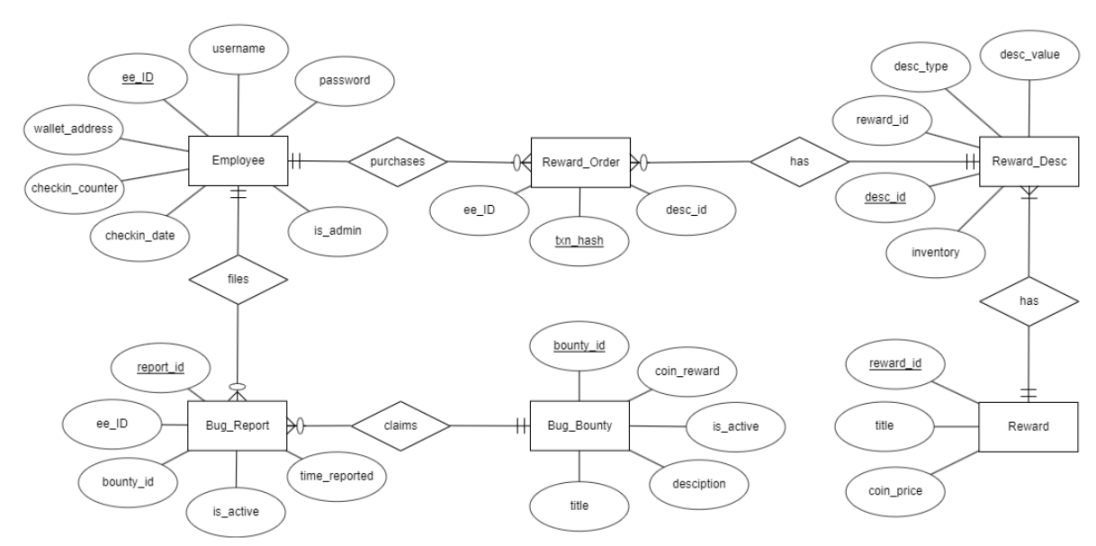 username
ee_ID
password
wallet_address
Employee
checkin_counter
checkin_date
is_admin
purchases
Reward_Order
ee_ID
txn_hash
desc_id
has
desc_type
desc_value
reward_id
Reward_Desc
desc_id
inventory
files
has
report_id
ee_ID
Bug_Report
bounty_id
is_active
time_reported
claims
bounty_id
coin_reward
Bug_Bounty
is_active
desciption
title
reward_id
title
Reward
coin_price